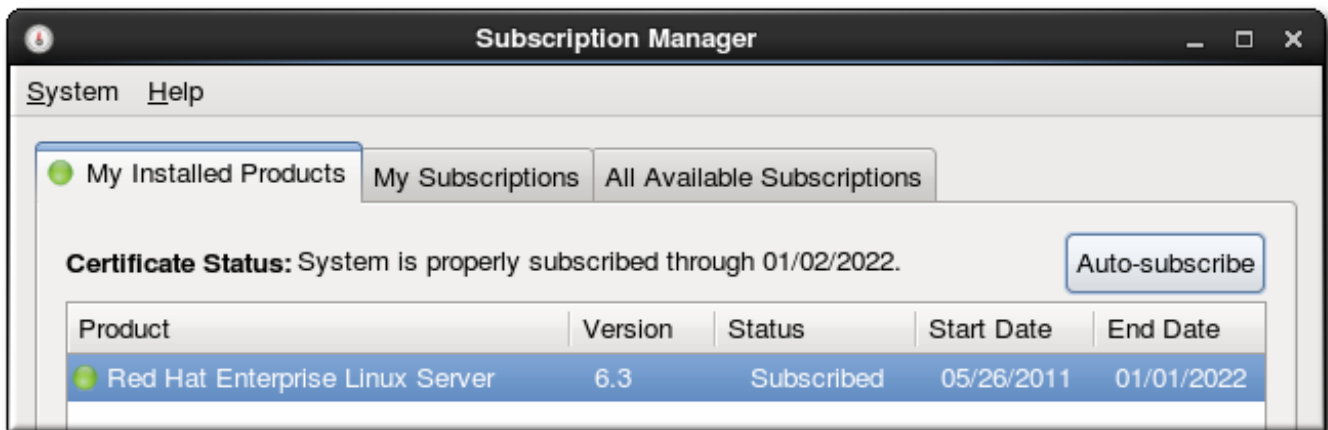 Subscription Manager
System Help
My Installed Products My Subscriptions All Available Subscriptions
Certificate Status: System is properly subscribed through 01/02/2022.
Auto-subscribe
Product Version Status Start Date End Date
Red Hat Enterprise Linux Server 6.3 Subscribed 05/26/2011 01/01/2022